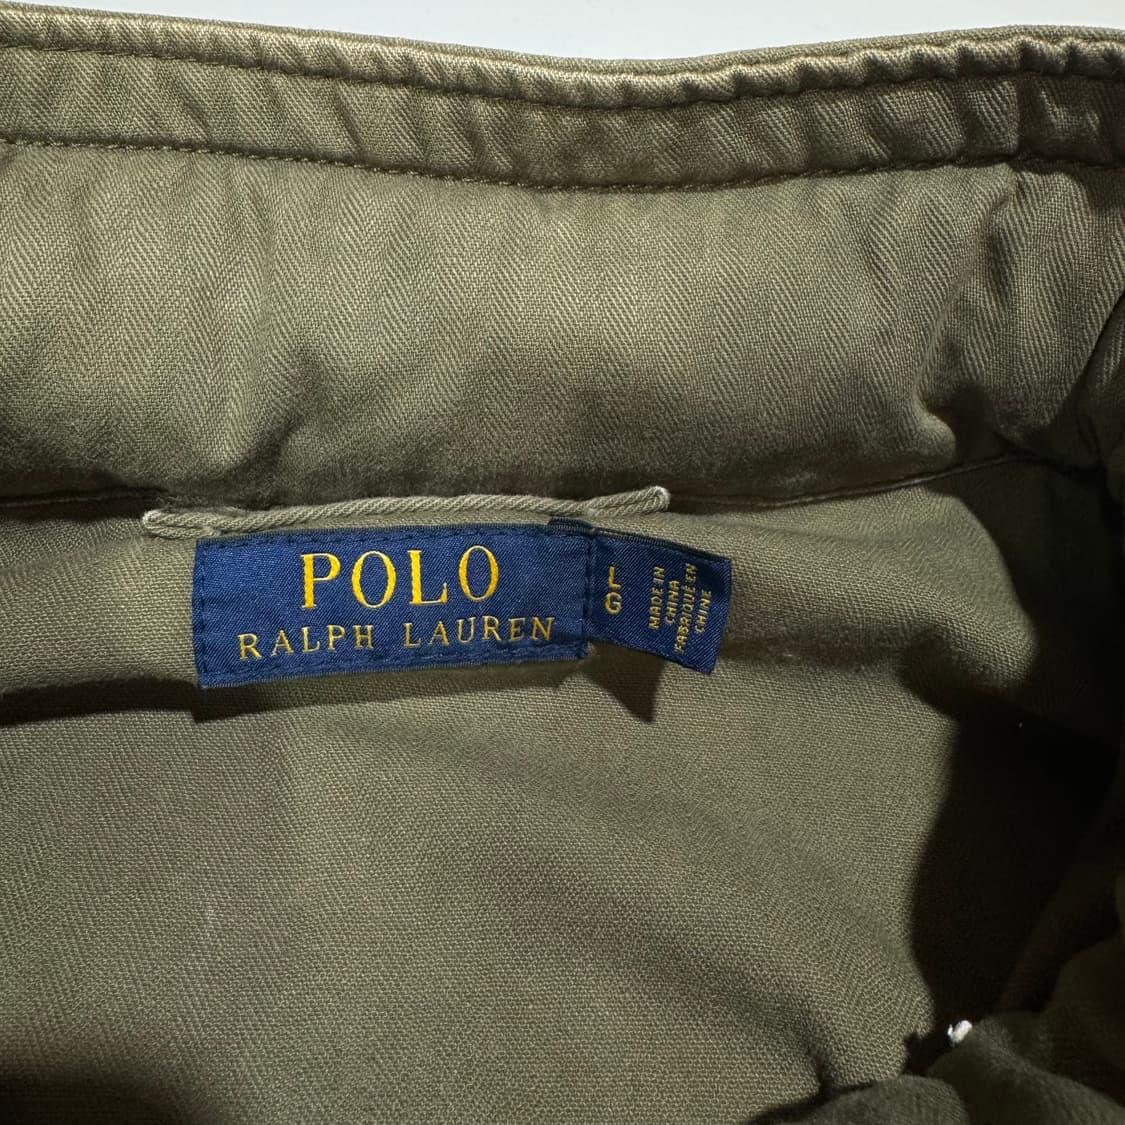 POLO
RALPH LAUREN
L
G
MADE IN
CHINA
FABRIQUÉ EN
CHINE